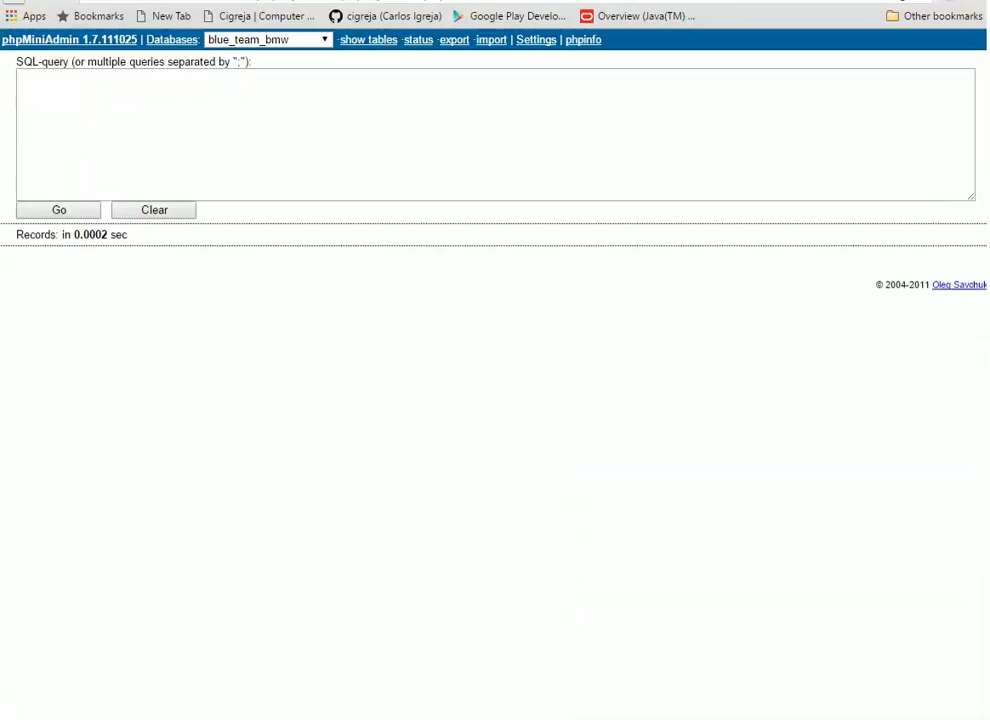 Apps Bookmarks New Tab Cigreja | Computer ... cigreja (Carlos Igreja) Google Play Develo... Overview (Java(TM) ... Other bookmarks
phpMiniAdmin 1.7.111025 | Databases: blue_team_bmw ▼ ·show tables ·status ·export ·import | Settings | phpinfo
SQL-query (or multiple queries separated by ";"):
Go Clear
Records: in 0.0002 sec
© 2004-2011 Oleg Savchuk